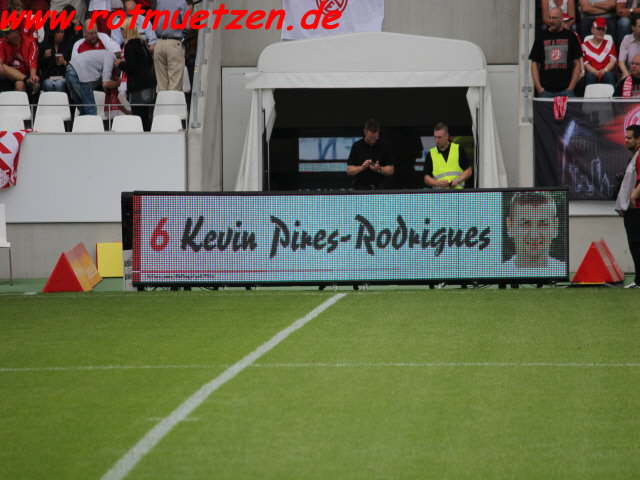 www.rotmuetzen.de
6 Kevin Pires-Rodrigues